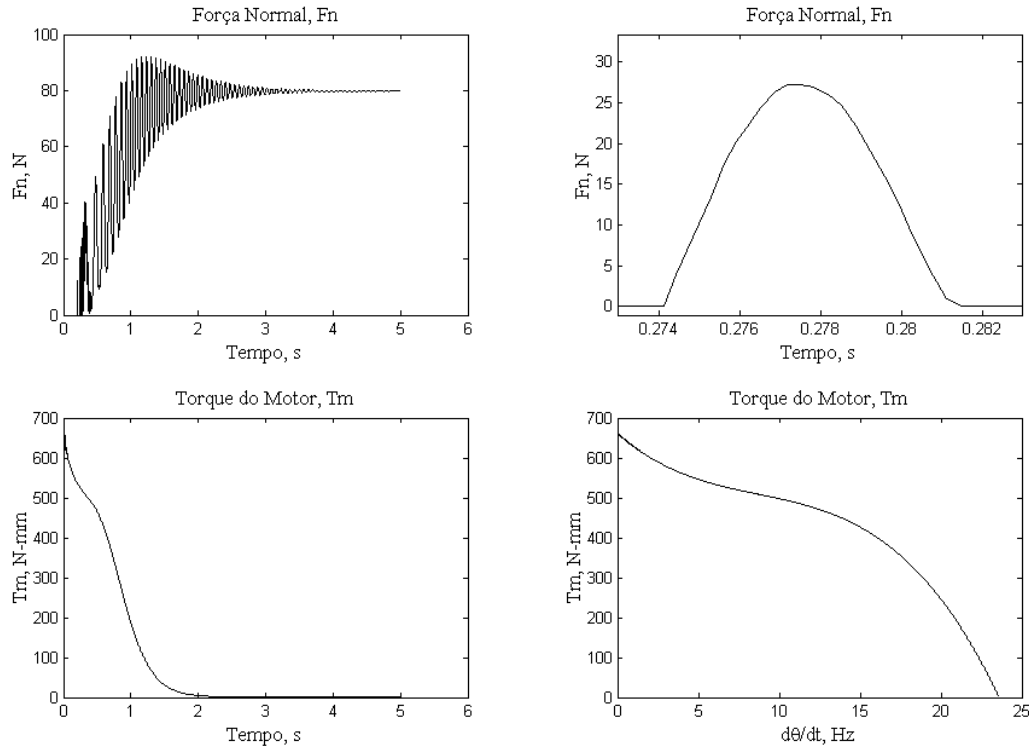 Força Normal, Fn
100
80
60
40
20
0
Fn, N
0 1 2 3 4 5 6
Tempo, s
Força Normal, Fn
30
25
20
15
10
5
0
Fn, N
0.274 0.276 0.278 0.28 0.282
Tempo, s
Torque do Motor, Tm
700
600
500
400
300
200
100
0
Tm, N-mm
0 1 2 3 4 5 6
Tempo, s
Torque do Motor, Tm
700
600
500
400
300
200
100
0
Tm, N-mm
0 5 10 15 20 25
dθ/dt, Hz